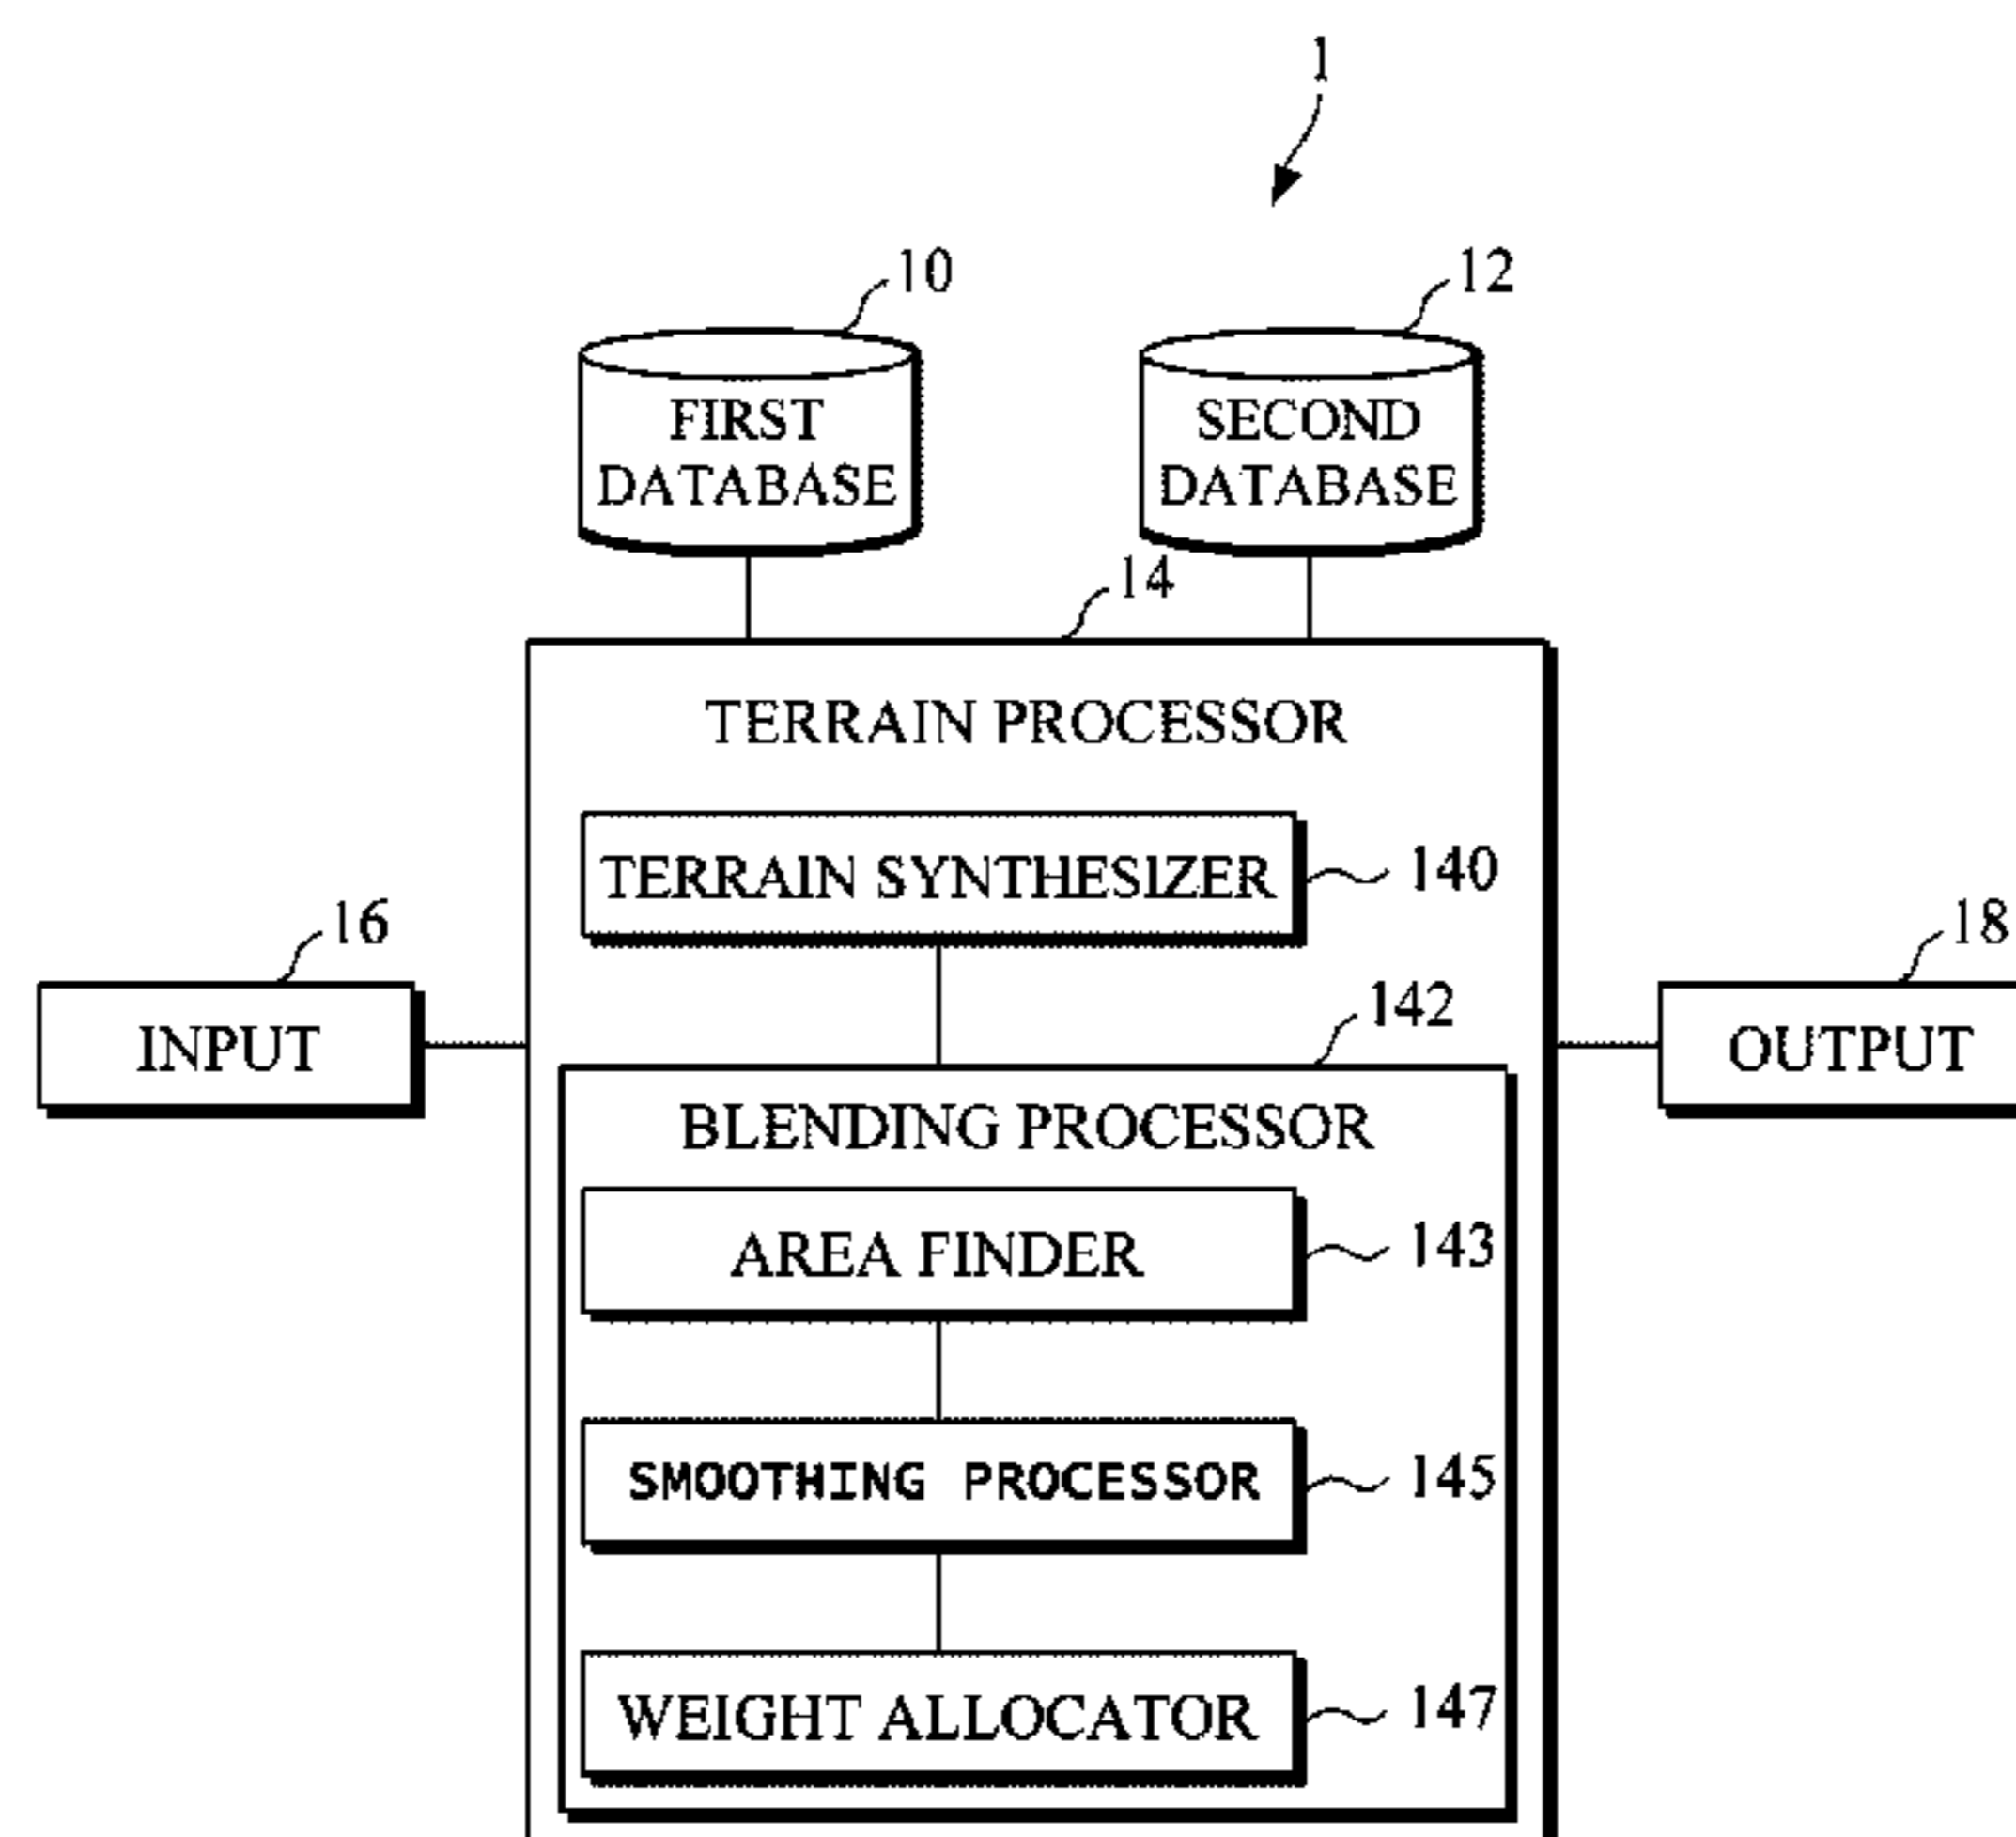 1
10
12
FIRST
DATABASE
SECOND
DATABASE
14
TERRAIN PROCESSOR
TERRAIN SYNTHESIZER
140
16
INPUT
18
OUTPUT
142
BLENDING PROCESSOR
AREA FINDER
143
SMOOTHING PROCESSOR
145
WEIGHT ALLOCATOR
147